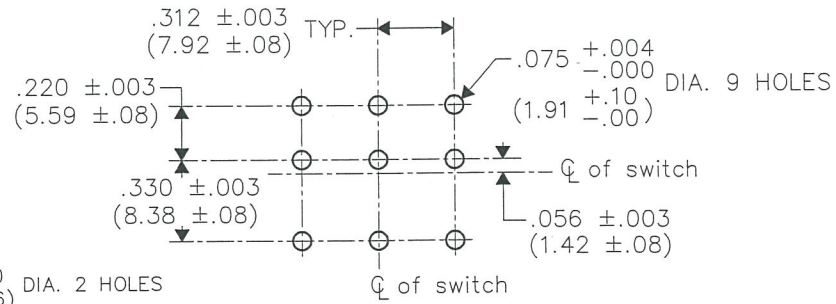 .312 ±.003
(7.92 ±.08)
TYP.
.075 +.004 -.000
(1.91 +.10 -.00)
DIA. 9 HOLES
.220 ±.003
(5.59 ±.08)
℄ of switch
.330 ±.003
(8.38 ±.08)
.056 ±.003
(1.42 ±.08)
DIA. 2 HOLES
℄ of switch